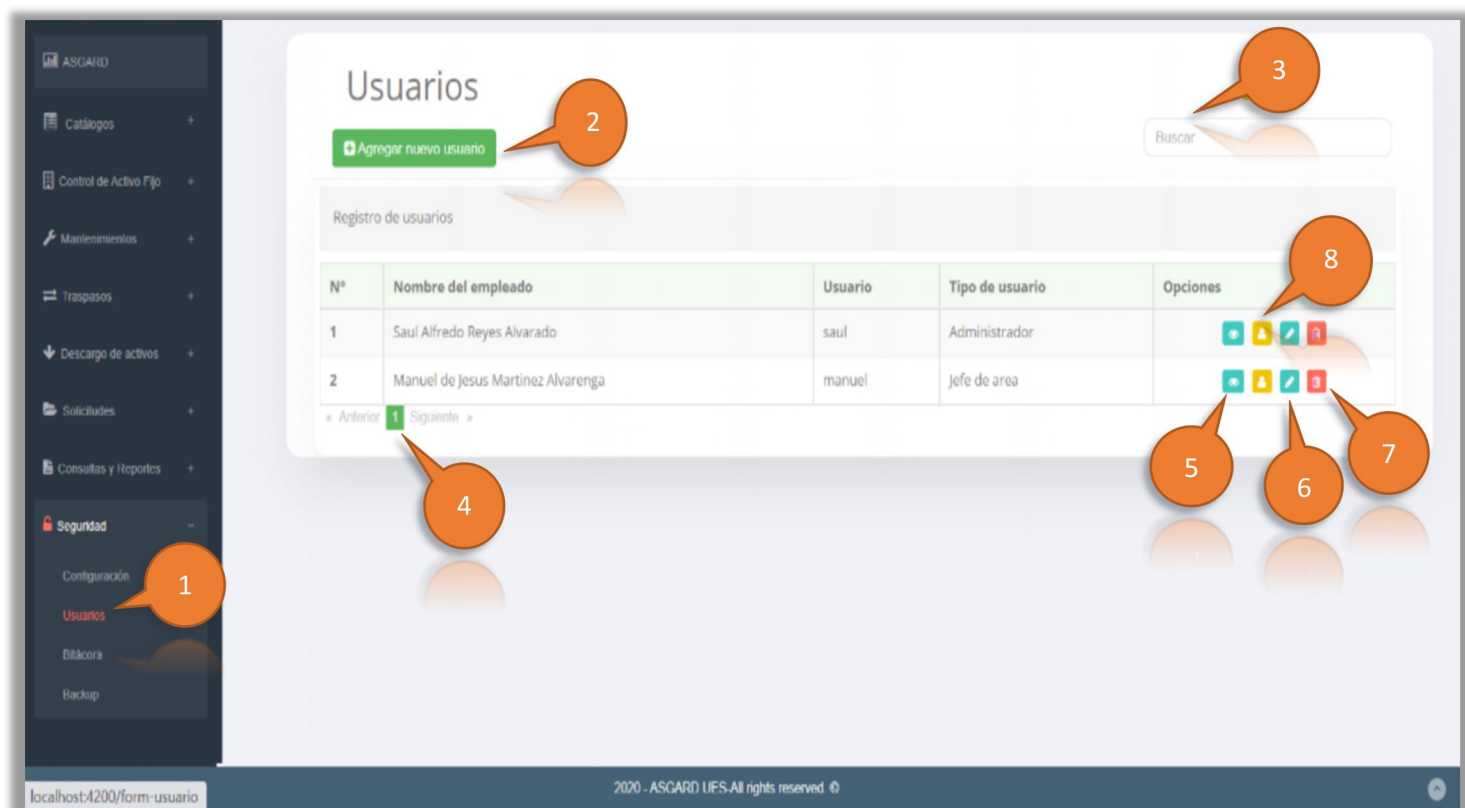 ASGARD
Catálogos +
Control de Activo Fijo +
Mantenimientos +
Traspasos +
Descargo de activos +
Solicitudes +
Consultas y Reportes +
Seguridad −
Configuración
Usuarios
Bitácora
Backup
1
Usuarios
Agregar nuevo usuario
2
3
Buscar
Registro de usuarios
8
Nº Nombre del empleado Usuario Tipo de usuario Opciones
1 Saul Alfredo Reyes Alvarado saul Administrador
2 Manuel de Jesus Martinez Alvarenga manuel Jefe de area
« Anterior 1 Siguiente »
4
5
6
7
localhost:4200/form-usuario
2020 - ASGARD UES-All rights reserved ©